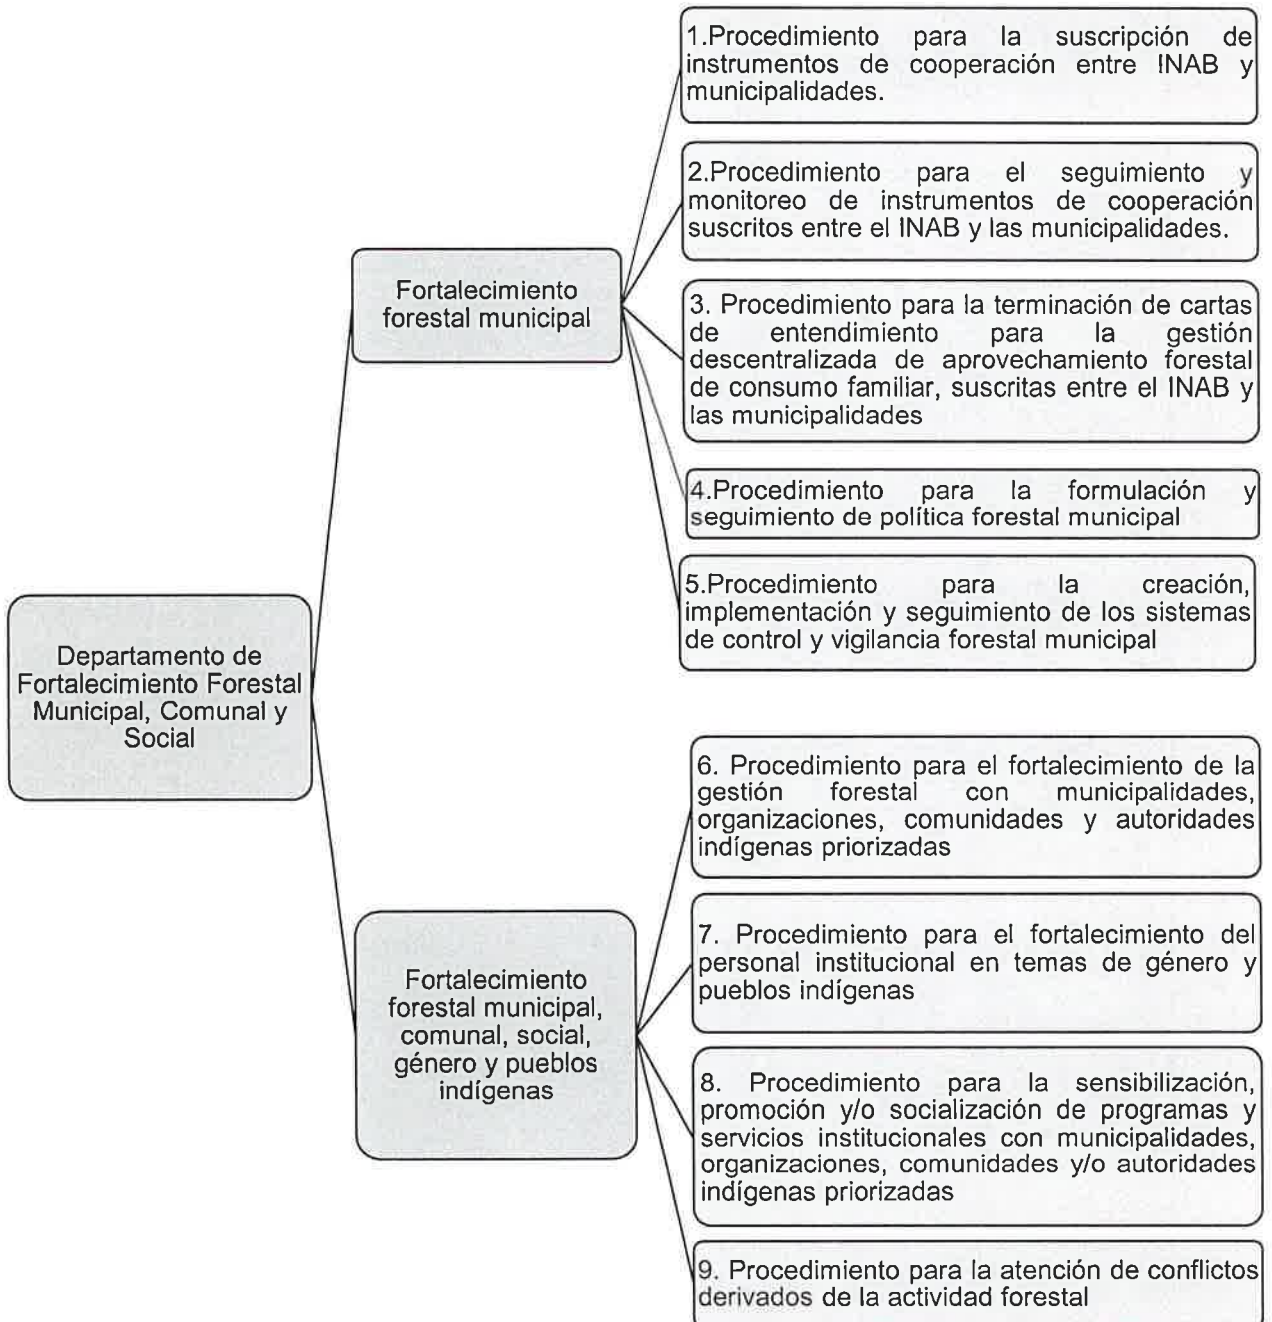 Departamento de
Fortalecimiento Forestal
Municipal, Comunal y
Social
Fortalecimiento
forestal municipal
1.Procedimiento para la suscripción de
instrumentos de cooperación entre INAB y
municipalidades.
2.Procedimiento para el seguimiento y
monitoreo de instrumentos de cooperación
suscritos entre el INAB y las municipalidades.
3. Procedimiento para la terminación de cartas
de entendimiento para la gestión
descentralizada de aprovechamiento forestal
de consumo familiar, suscritas entre el INAB y
las municipalidades
4.Procedimiento para la formulación y
seguimiento de política forestal municipal
5.Procedimiento para la creación,
implementación y seguimiento de los sistemas
de control y vigilancia forestal municipal
Fortalecimiento
forestal municipal,
comunal, social,
género y pueblos
indígenas
6. Procedimiento para el fortalecimiento de la
gestión forestal con municipalidades,
organizaciones, comunidades y autoridades
indígenas priorizadas
7. Procedimiento para el fortalecimiento del
personal institucional en temas de género y
pueblos indígenas
8. Procedimiento para la sensibilización,
promoción y/o socialización de programas y
servicios institucionales con municipalidades,
organizaciones, comunidades y/o autoridades
indígenas priorizadas
9. Procedimiento para la atención de conflictos
derivados de la actividad forestal